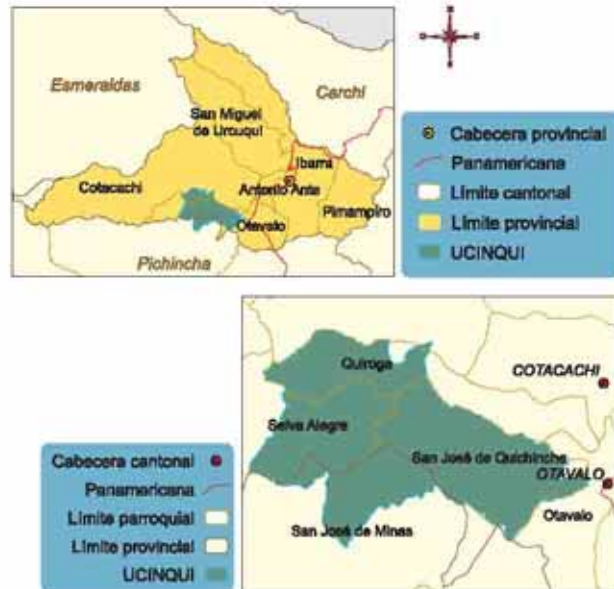 Esmeraldas
Carchi
San Miguel
de Urcuquí
Ibarra
Cotacachi
Antonio Ante
Pimampiro
Otavalo
Pichincha
Cabecera provincial
Panamericana
Límite cantonal
Límite provincial
UCINQUI
Quiroga
COTACACHI
Selva Alegre
San José de Quichinche
OTAVALO
Otavalo
San José de Minas
Cabecera cantonal
Panamericana
Límite parroquial
Límite provincial
UCINQUI